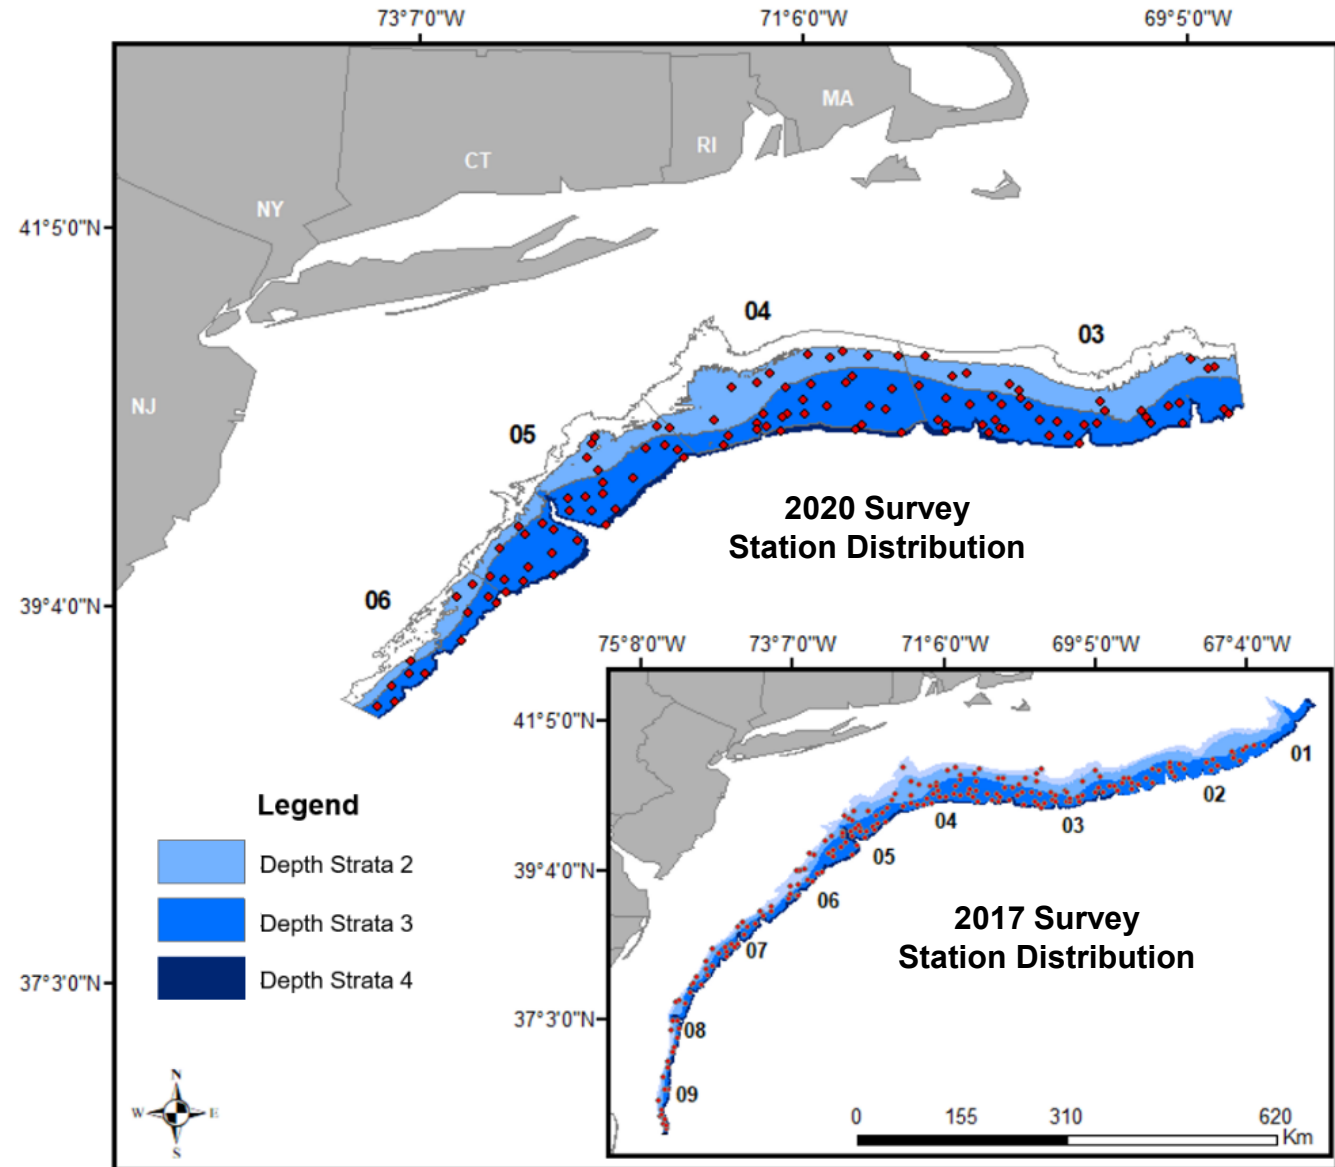 73°7'0"W
71°6'0"W
69°5'0"W
MA
RI
CT
NY
41°5'0"N
04
03
NJ
05
2020 Survey
Station Distribution
06
39°4'0"N
75°8'0"W
73°7'0"W
71°6'0"W
69°5'0"W
67°4'0"W
41°5'0"N
01
02
04
03
05
39°4'0"N
06
2017 Survey
Station Distribution
07
37°3'0"N
08
09
0
155
310
620
Km
Legend
Depth Strata 2
Depth Strata 3
Depth Strata 4
37°3'0"N
N
W
E
S